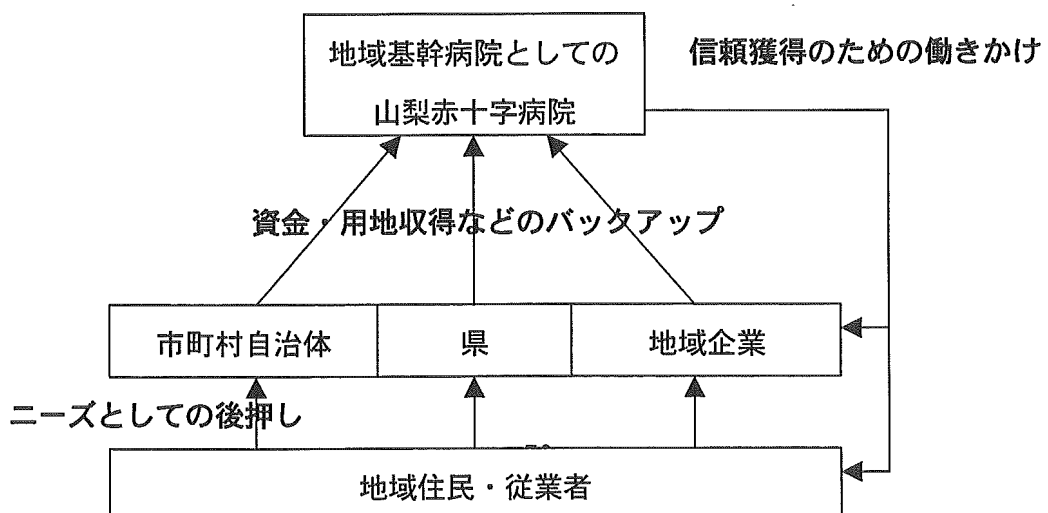 地域基幹病院としての
山梨赤十字病院
信頼獲得のための働きかけ
資金・用地収得などのバックアップ
市町村自治体
県
地域企業
ニーズとしての後押し
地域住民・従業者